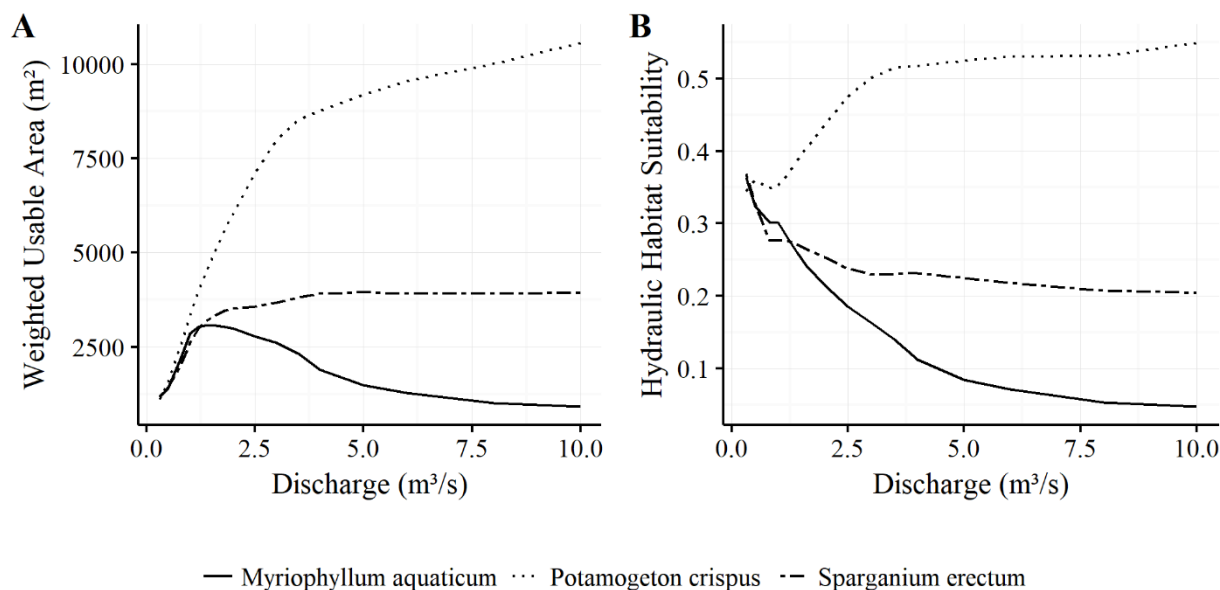 A
B
Weighted Usable Area (m²)
10000
7500
5000
2500
0.0 2.5 5.0 7.5 10.0
Discharge (m³/s)
Hydraulic Habitat Suitability
0.5
0.4
0.3
0.2
0.1
0.0 2.5 5.0 7.5 10.0
Discharge (m³/s)
Myriophyllum aquaticum Potamogeton crispus Sparganium erectum